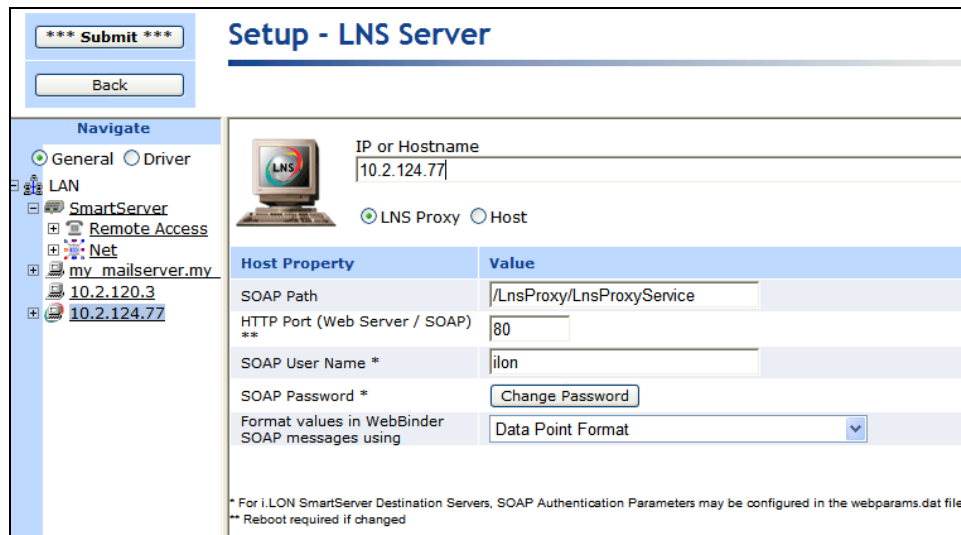 *** Submit ***
Back
Setup - LNS Server
Navigate
General Driver
LAN
SmartServer
Remote Access
Net
my_mailserver.my_
10.2.120.3
10.2.124.77
LNS
IP or Hostname
10.2.124.77
LNS Proxy Host
Host Property Value
SOAP Path /LnsProxy/LnsProxyService
HTTP Port (Web Server / SOAP) ** 80
SOAP User Name * ilon
SOAP Password * Change Password
Format values in WebBinder
SOAP messages using Data Point Format
* For i.LON SmartServer Destination Servers, SOAP Authentication Parameters may be configured in the webparams.dat file
** Reboot required if changed